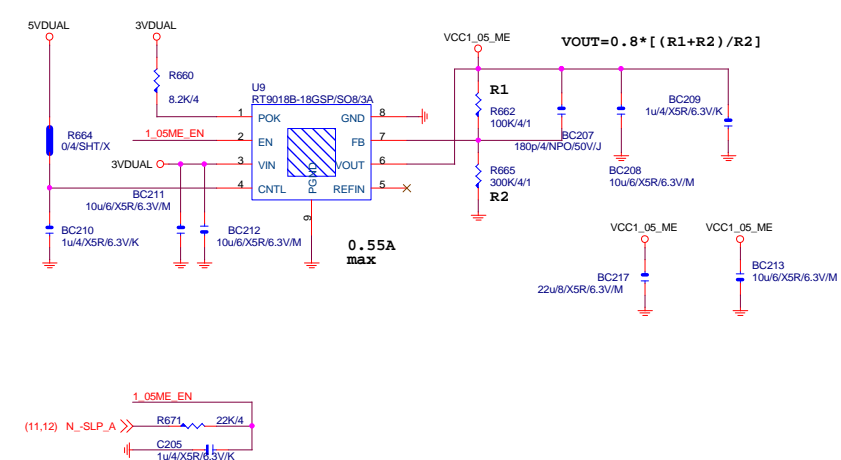 5VDUAL
3VDUAL
VCC1_05_ME
VOUT=0.8*[(R1+R2)/R2]
R660
8.2K/4
U9
RT9018B-18GSP/SO8/3A
1
POK
GND
8
1_05ME_EN
2
EN
FB
7
3VDUAL
3
VIN
VOUT
6
4
CNTL
REFIN
5
PGND
9
R664
0/4/SHT/X
R1
R662
100K/4/1
BC207
180p/4/NPO/50V/J
BC209
1u/4/X5R/6.3V/K
R665
300K/4/1
R2
BC208
10u/6/X5R/6.3V/M
BC211
10u/6/X5R/6.3V/M
BC210
1u/4/X5R/6.3V/K
BC212
10u/6/X5R/6.3V/M
0.55A
max
VCC1_05_ME
VCC1_05_ME
BC217
22u/8/X5R/6.3V/M
BC213
10u/6/X5R/6.3V/M
1_05ME_EN
(11,12) N_-SLP_A
R671
22K/4
C205
1u/4/X5R/6.3V/K